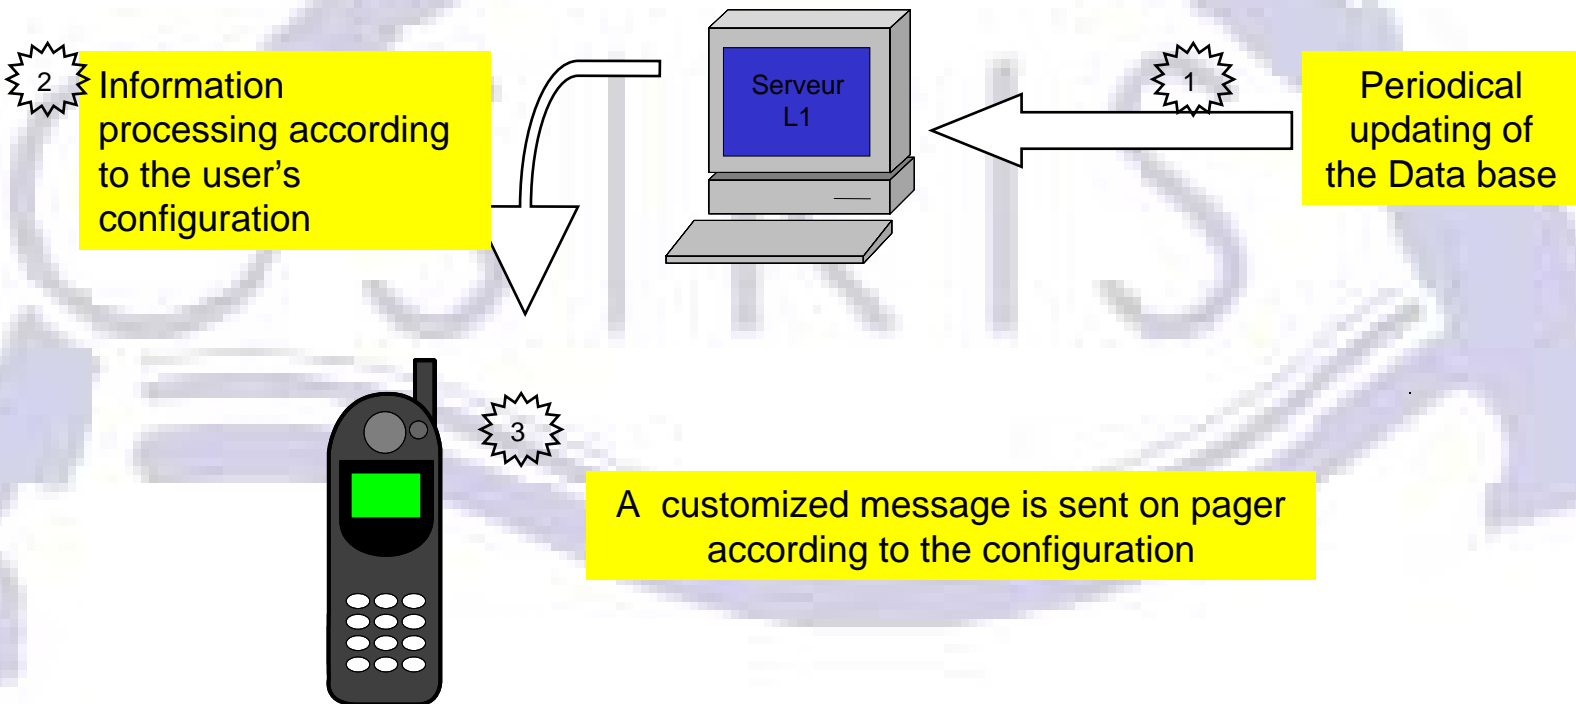 2
Information
processing according
to the user's
configuration
Serveur
L1
1
Periodical
updating of
the Data base
3
A customized message is sent on pager
according to the configuration
OSIRIS